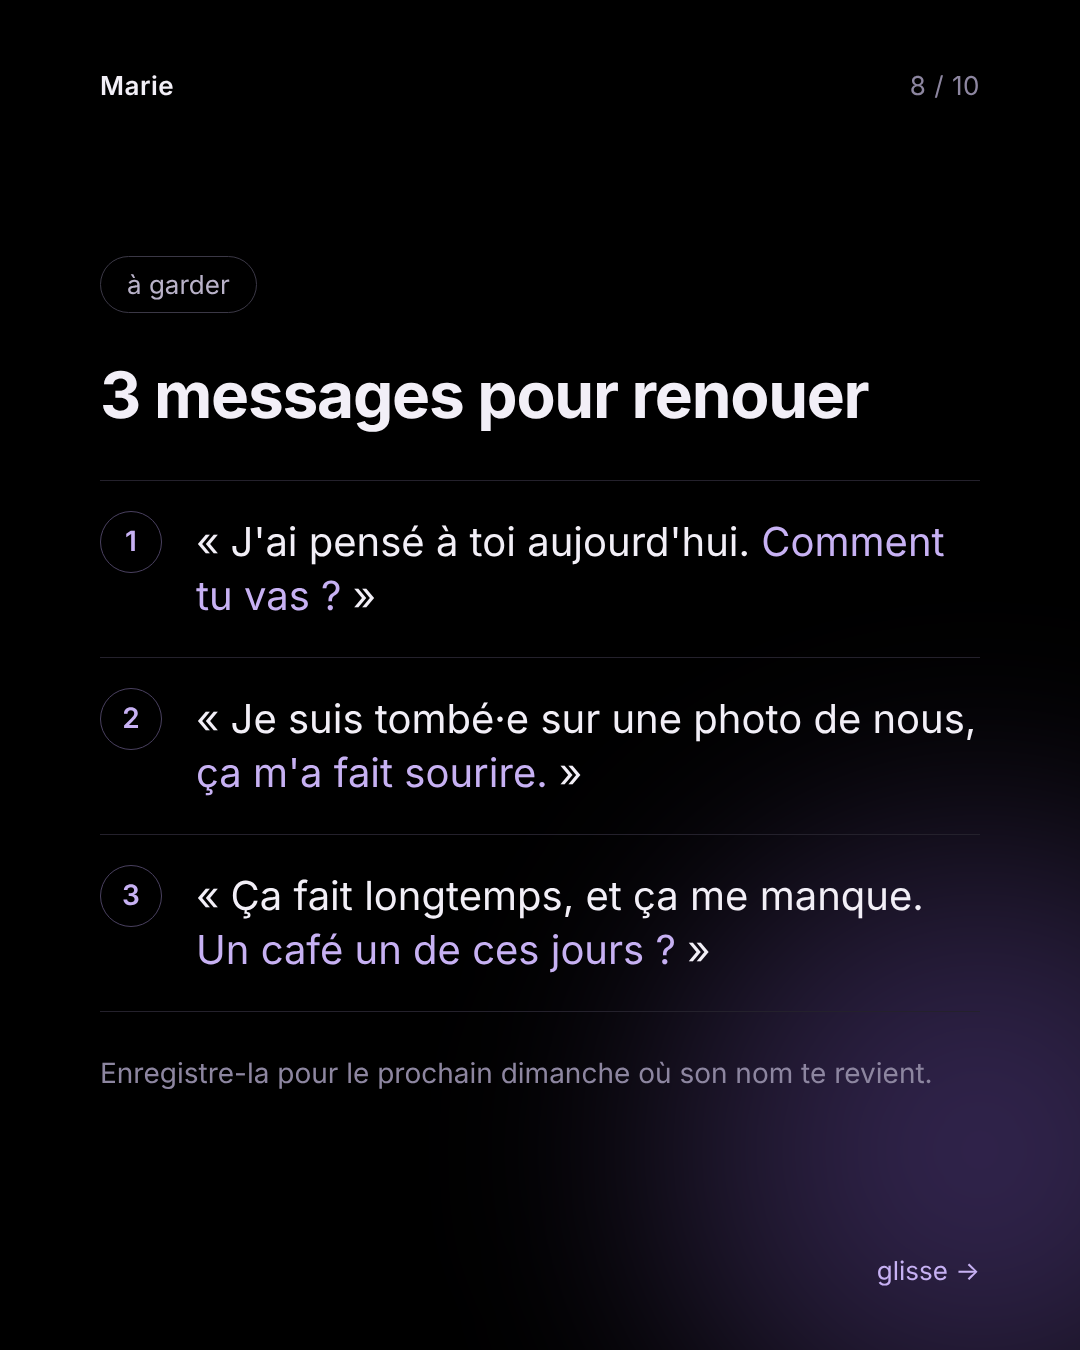 Marie
8 / 10
à garder
3 messages pour renouer
1
« J'ai pensé à toi aujourd'hui. Comment
tu vas ? »
2
« Je suis tombé·e sur une photo de nous,
ça m'a fait sourire. »
3
« Ça fait longtemps, et ça me manque.
Un café un de ces jours ? »
Enregistre-la pour le prochain dimanche où son nom te revient.
glisse →